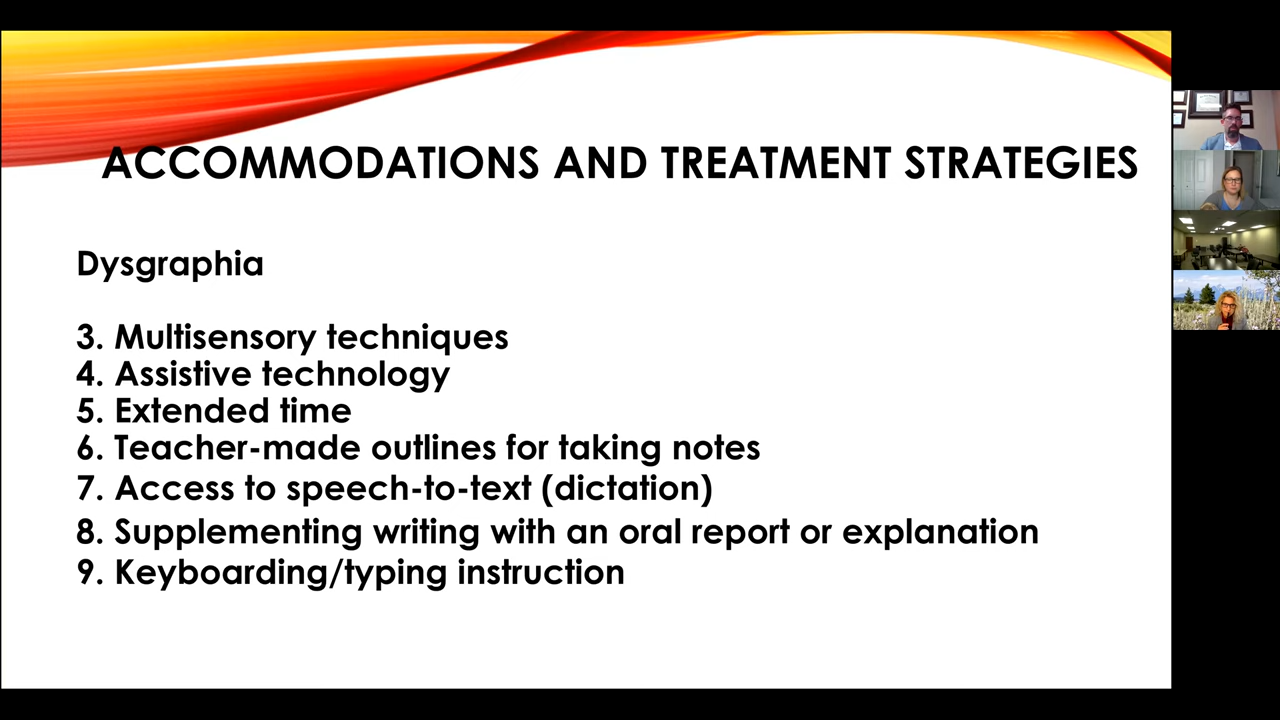 ACCOMMODATIONS AND TREATMENT STRATEGIES
Dysgraphia
3. Multisensory techniques
4. Assistive technology
5. Extended time
6. Teacher-made outlines for taking notes
7. Access to speech-to-text (dictation)
8. Supplementing writing with an oral report or explanation
9. Keyboarding/typing instruction